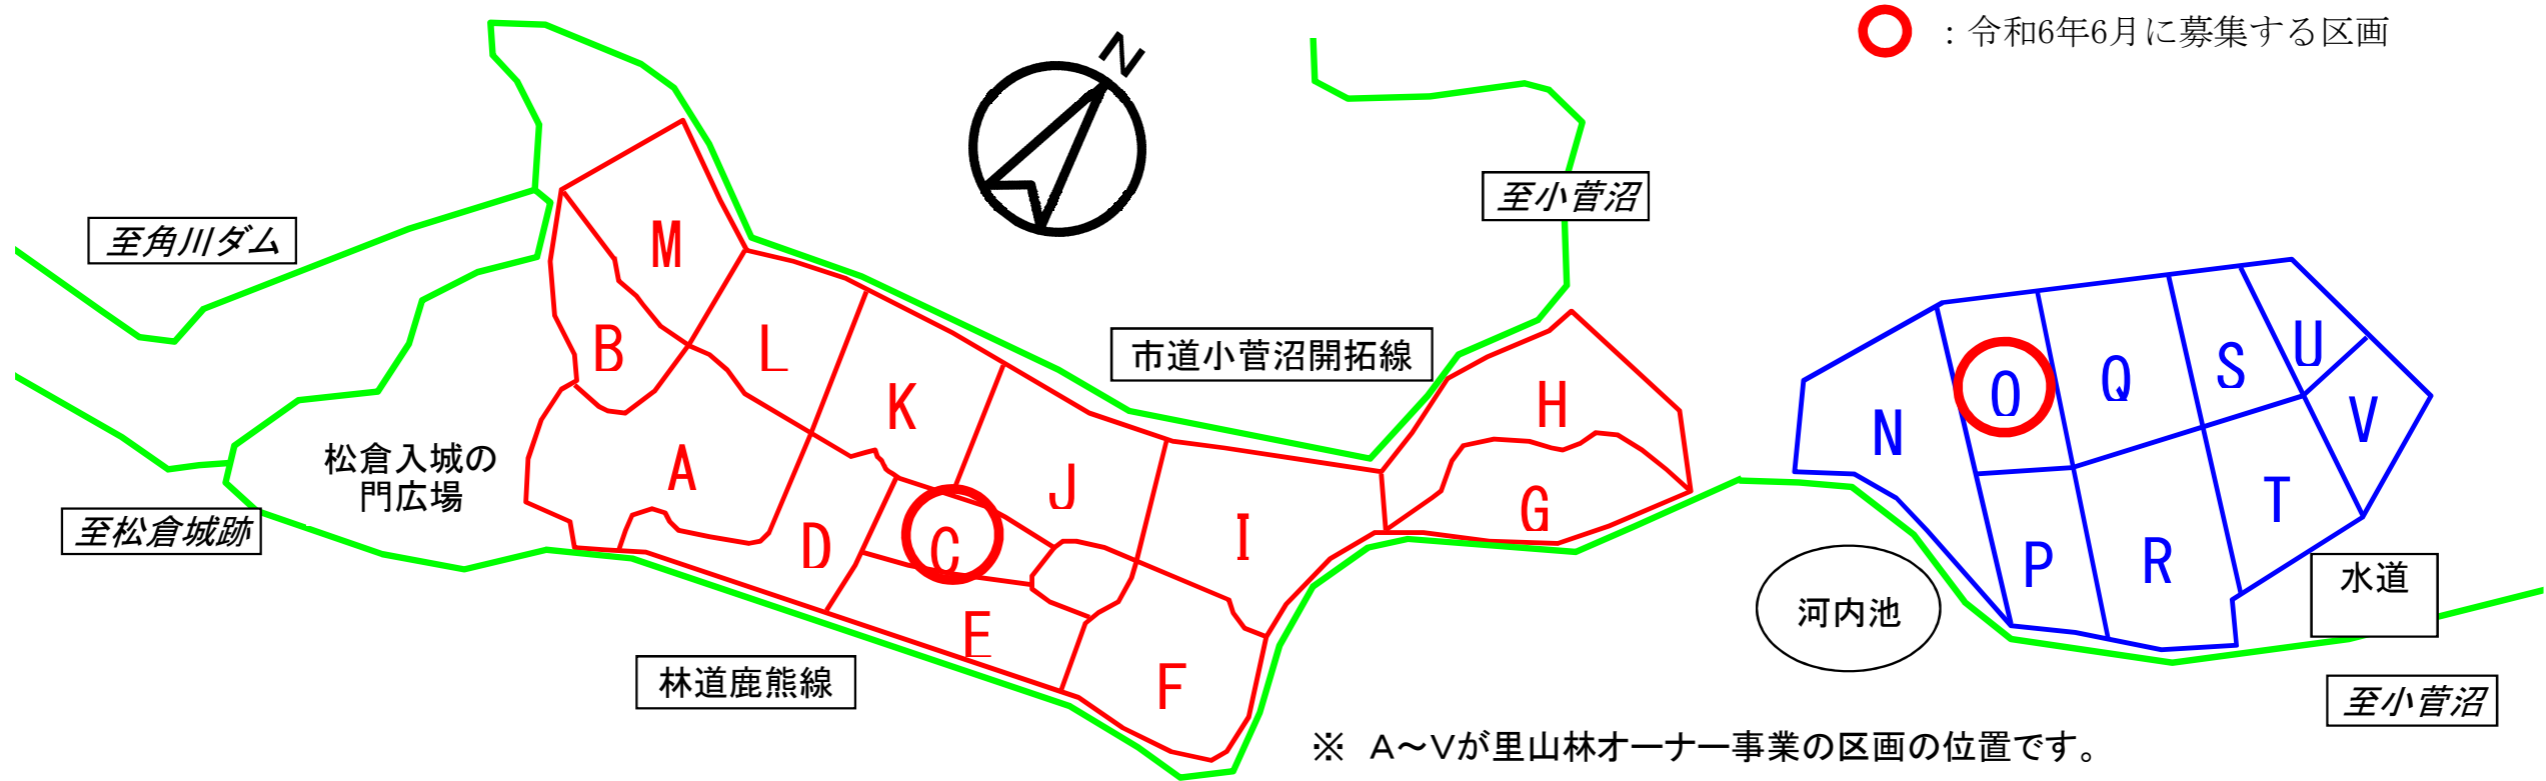 ：令和6年6月に募集する区画
N
至小菅沼
至角川ダム
M
市道小菅沼開拓線
B
L
K
H
U
S
Q
O
V
N
松倉入城の
門広場
A
J
G
T
至松倉城跡
D
C
I
P
R
水道
河内池
E
林道鹿熊線
F
至小菅沼
※　A～Vが里山林オーナー事業の区画の位置です。